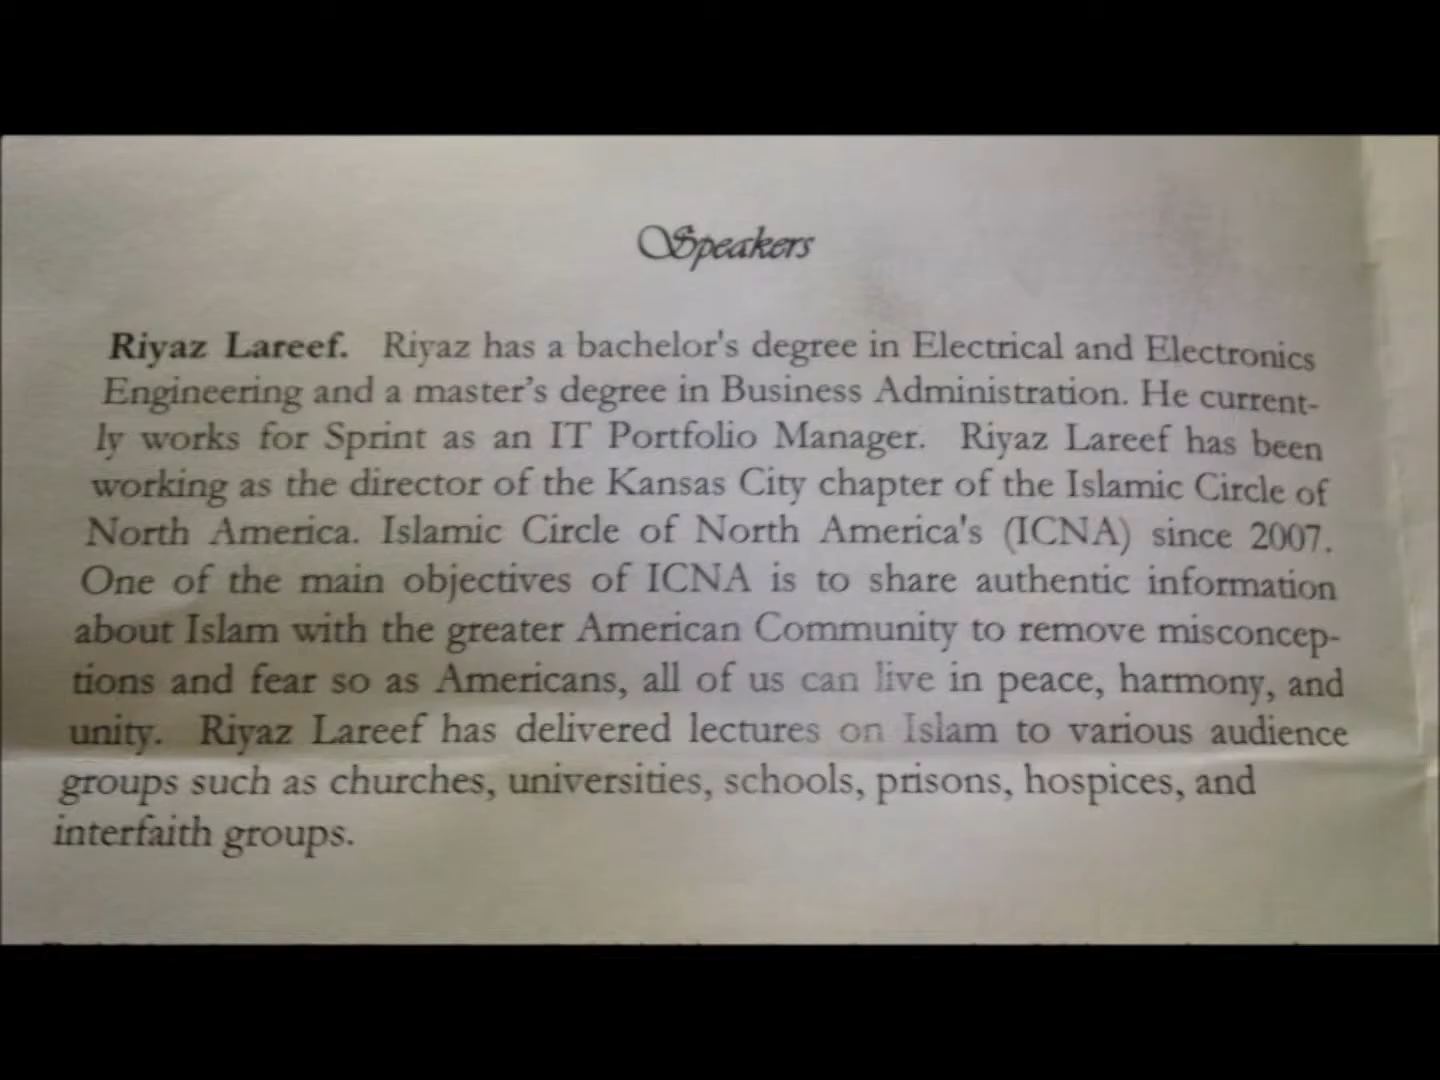 Speakers
Riyaz Lareef. Riyaz has a bachelor's degree in Electrical and Electronics
Engineering and a master's degree in Business Administration. He current-
ly works for Sprint as an IT Portfolio Manager. Riyaz Lareef has been
working as the director of the Kansas City chapter of the Islamic Circle of
North America. Islamic Circle of North America's (ICNA) since 2007.
One of the main objectives of ICNA is to share authentic information
about Islam with the greater American Community to remove misconcep-
tions and fear so as Americans, all of us can live in peace, harmony, and
unity. Riyaz Lareef has delivered lectures on Islam to various audience
groups such as churches, universities, schools, prisons, hospices, and
interfaith groups.